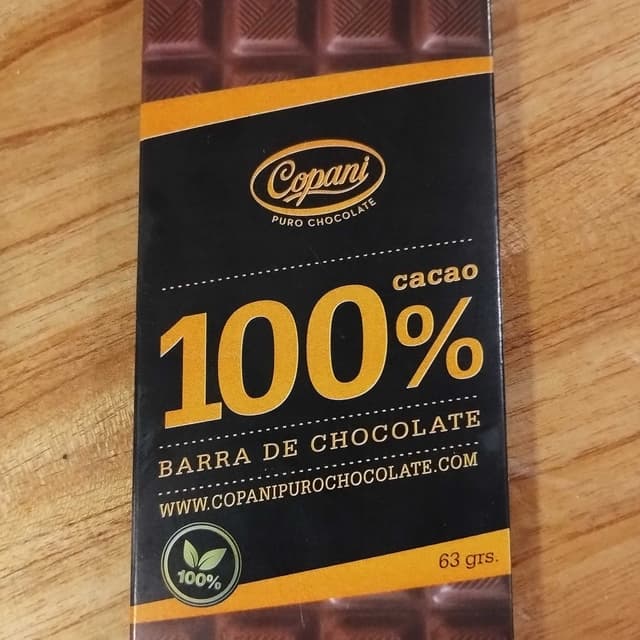 Copani
PURO CHOCOLATE
cacao
100%
BARRA DE CHOCOLATE
WWW.COPANIPUROCHOCOLATE.COM
100%
63 grs.